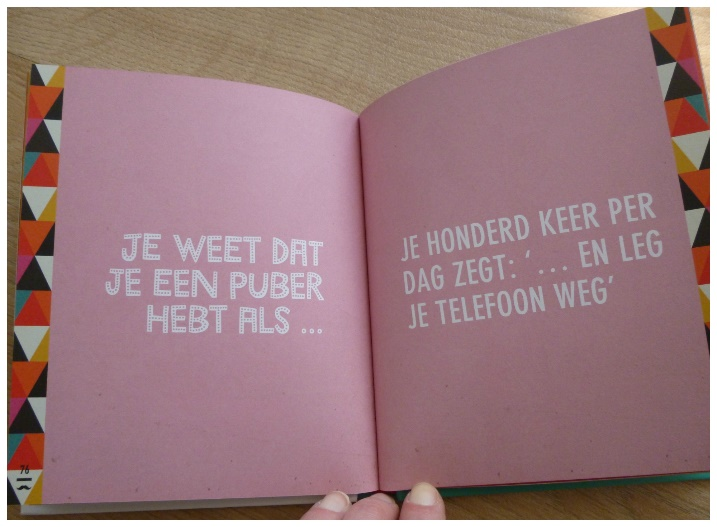 JE WEET DAT
JE EEN PUBER
HEBT ALS ...
76
JE HONDERD KEER PER
DAG ZEGT: ‘... EN LEG
JE TELEFOON WEG’